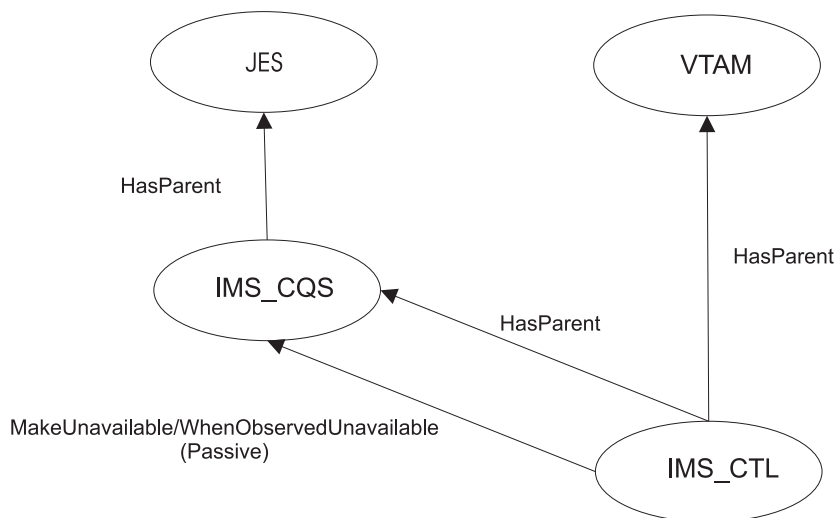 JES
VTAM
HasParent
HasParent
IMS_CQS
HasParent
MakeUnavailable/WhenObservedUnavailable
(Passive)
IMS_CTL